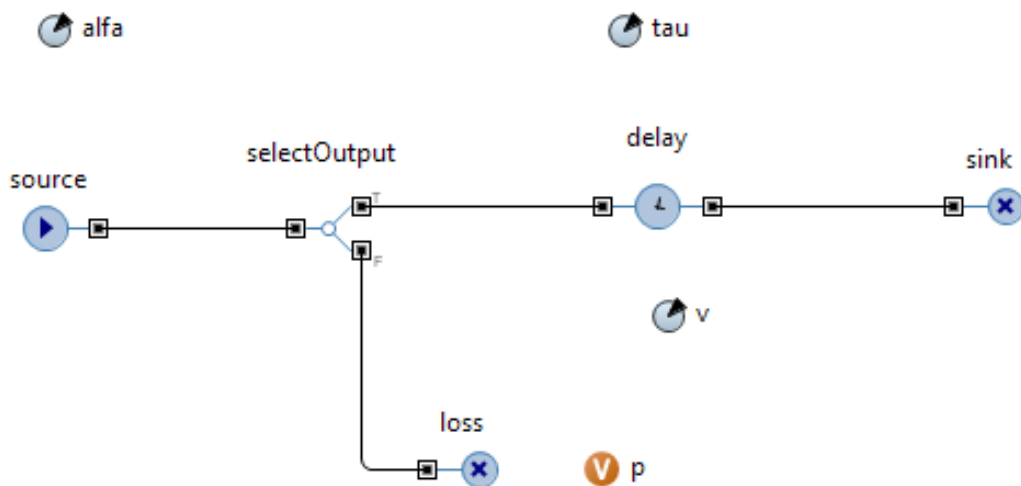 alfa
tau
delay
selectOutput
sink
source
T
F
v
loss
V p